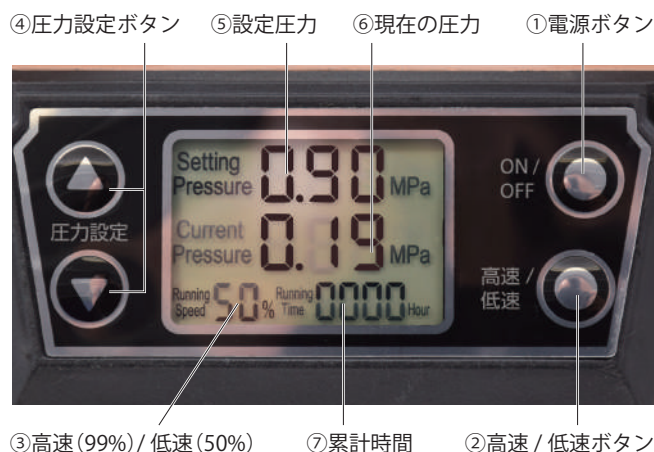 ④圧力設定ボタン ⑤設定圧力 ⑥現在の圧力 ①電源ボタン
Setting
Pressure 0.90 MPa
ON /
OFF
圧力設定
Current
Pressure 0.19 MPa
高速 /
低速
Running
Speed 50 % Running
Time 0000 Hour
③高速(99%)/ 低速(50%) ⑦累計時間 ②高速 / 低速ボタン